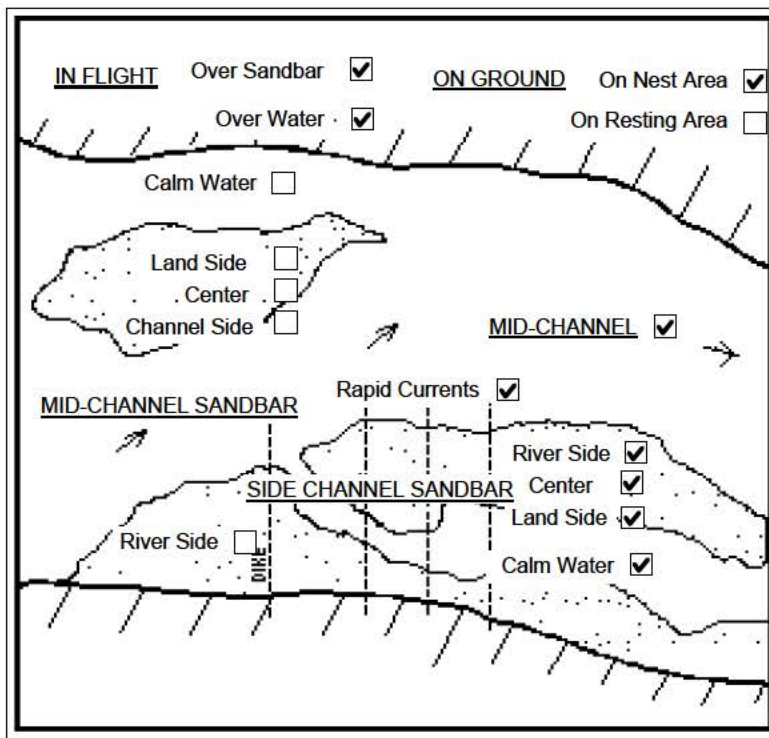 IN FLIGHT Over Sandbar ON GROUND On Nest Area
Over Water On Resting Area
Calm Water
Land Side
Center
Channel Side MID-CHANNEL
Rapid Currents
MID-CHANNEL SANDBAR
River Side
SIDE CHANNEL SANDBAR Center
Land Side
River Side
DIKE
Calm Water